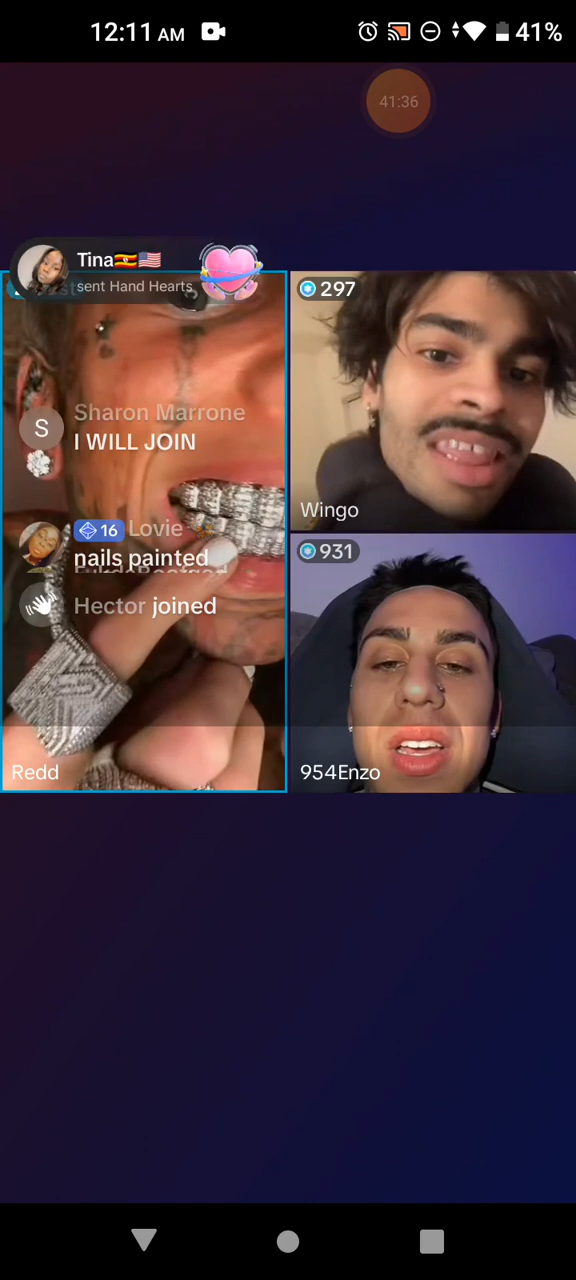 12:11 AM
41%
41:36
Tina🇺🇬🇺🇸
sent Hand Hearts
297
Sharon Marrone
S
I WILL JOIN
Wingo
16 Lovie
nails painted
931
Hector joined
Redd
954Enzo